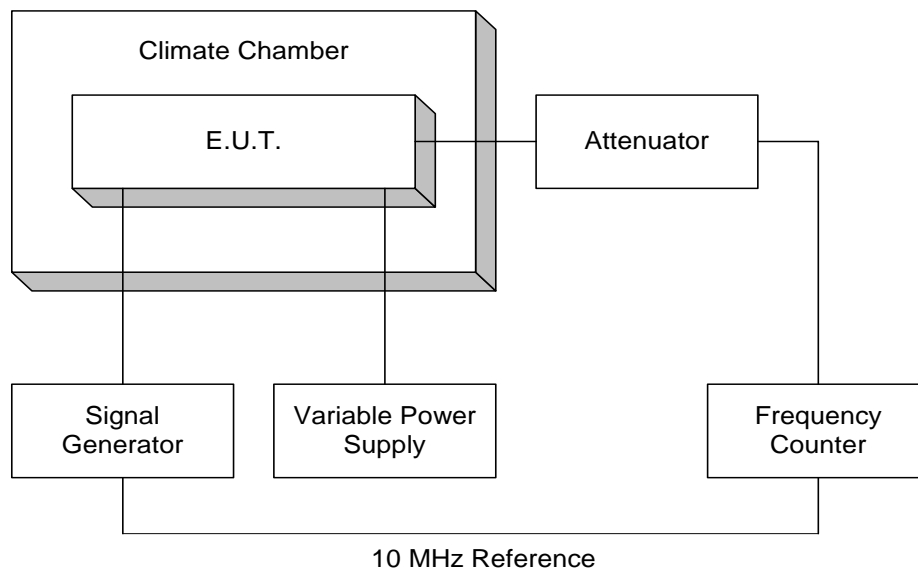 Climate Chamber
E.U.T.
Attenuator
Signal
Generator
Variable Power
Supply
Frequency
Counter
10 MHz Reference